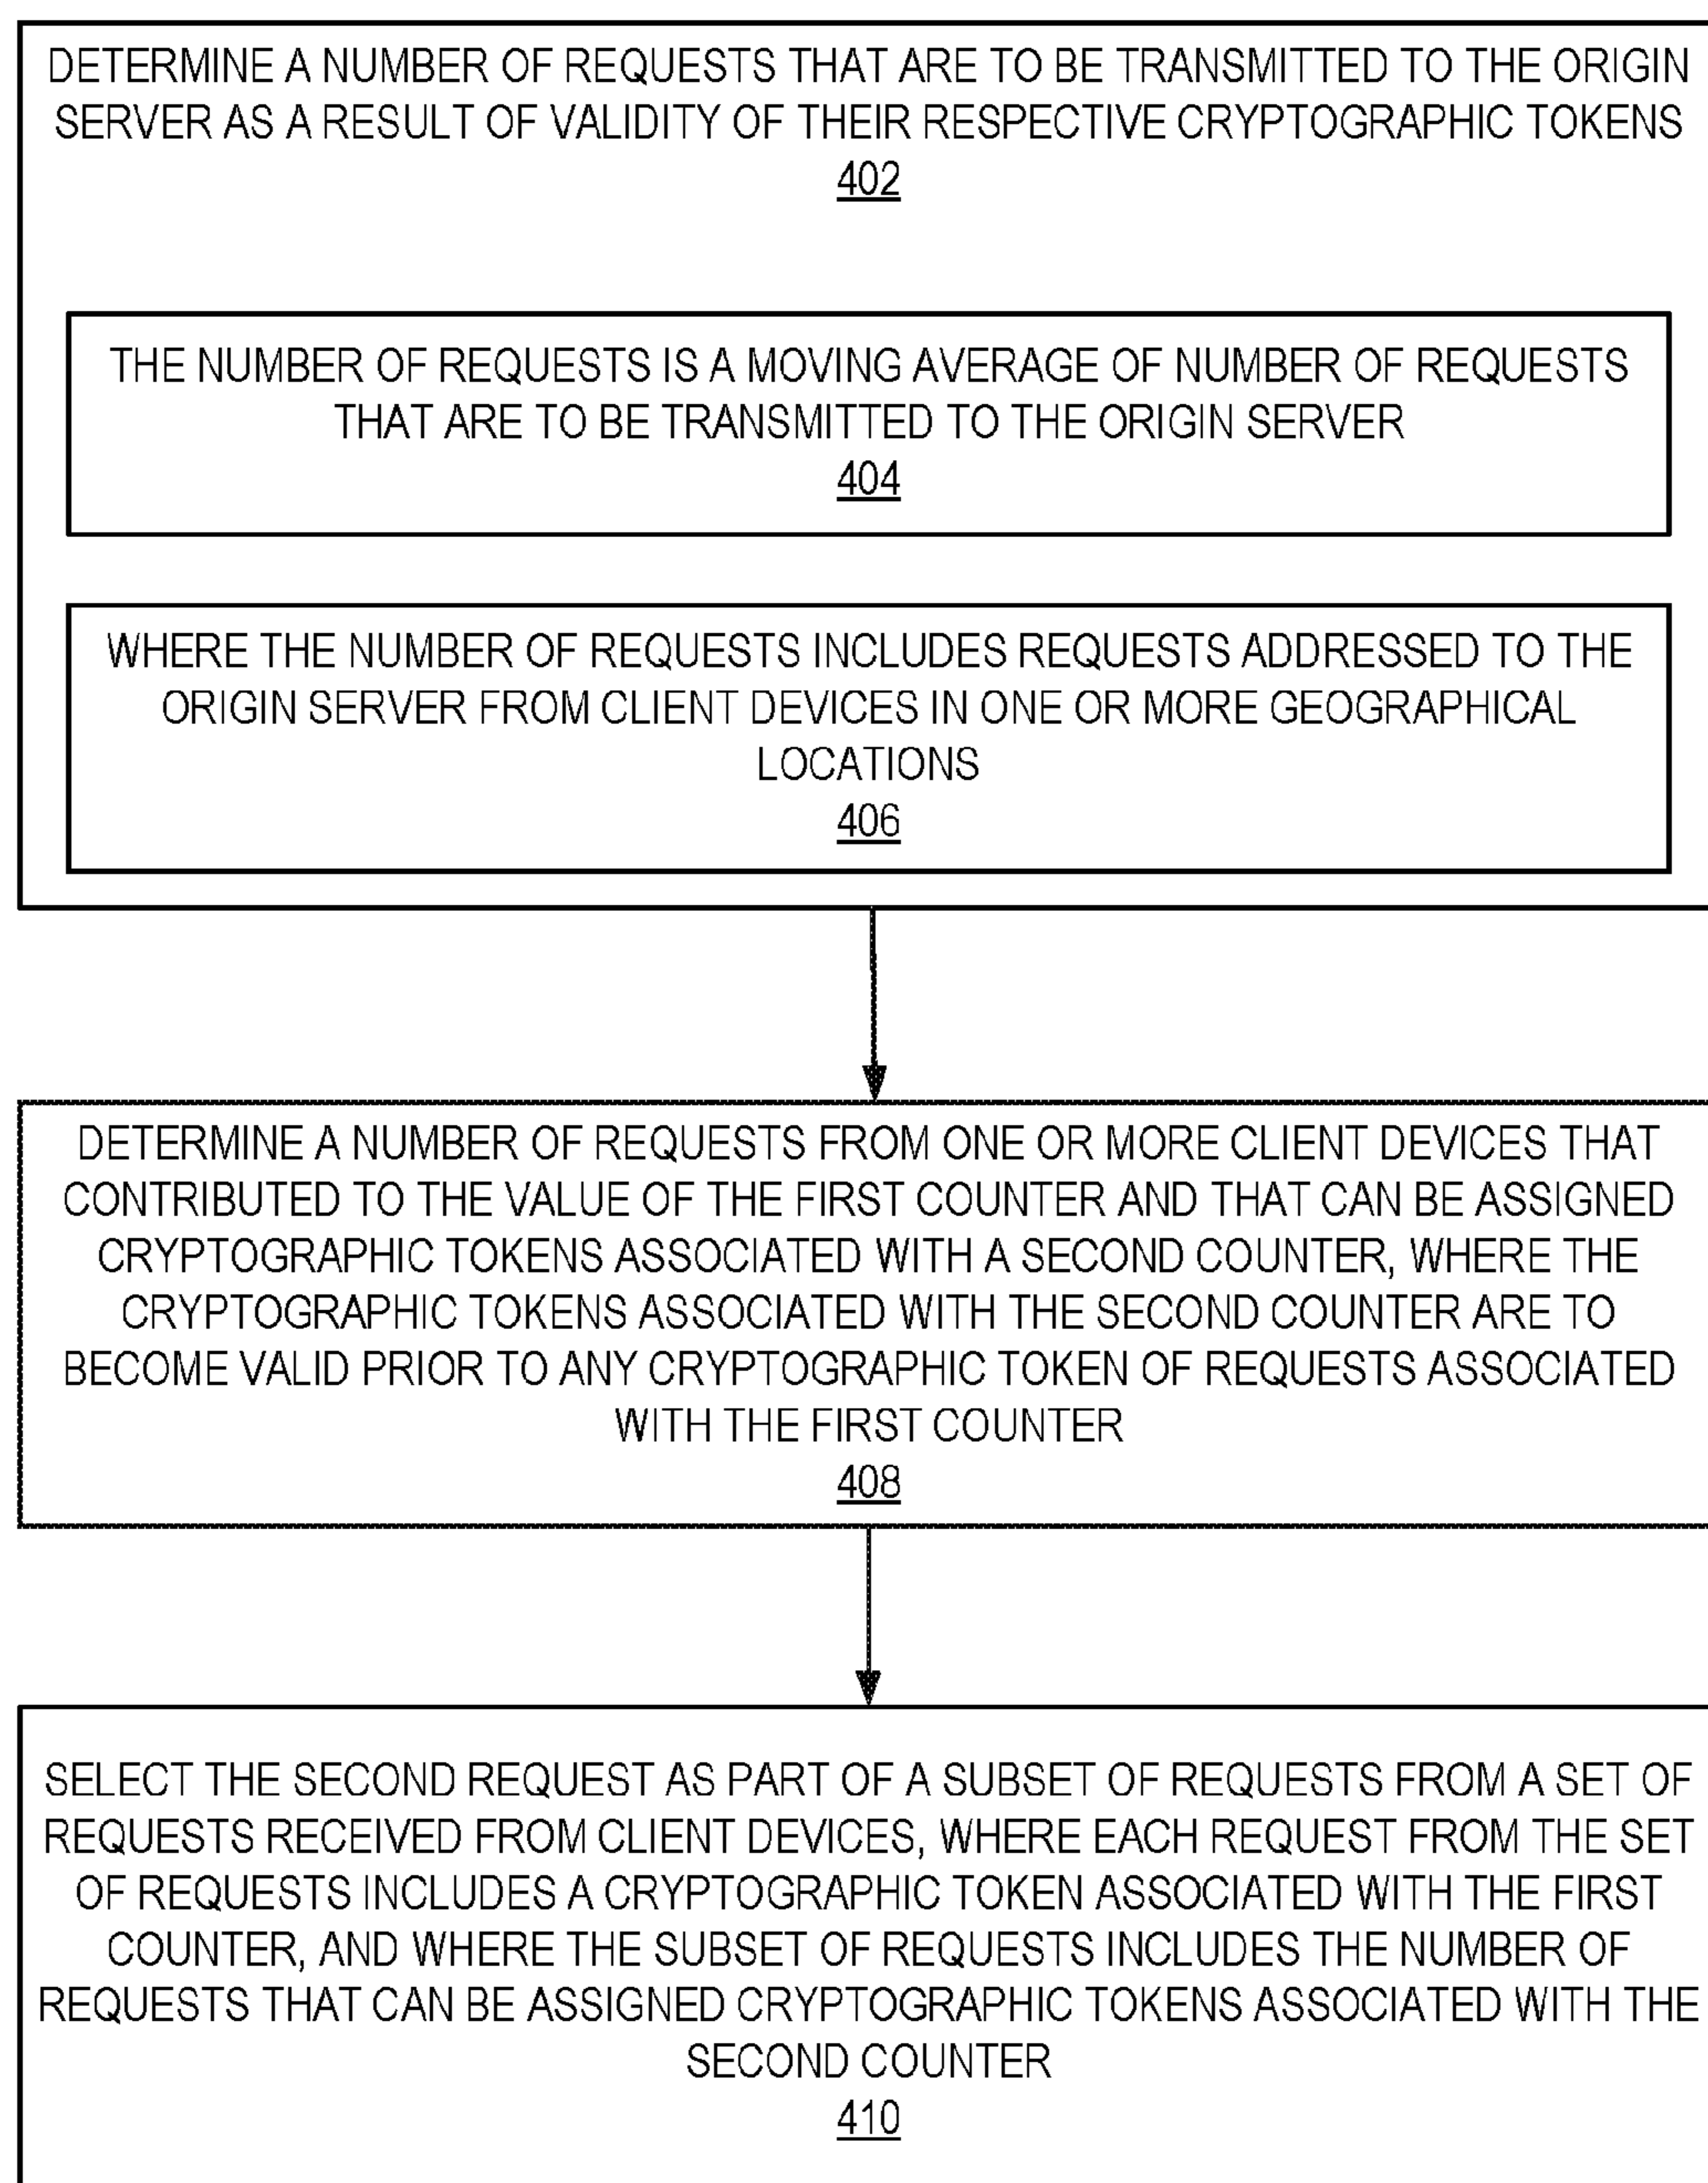 DETERMINE A NUMBER OF REQUESTS THAT ARE TO BE TRANSMITTED TO THE ORIGIN
SERVER AS A RESULT OF VALIDITY OF THEIR RESPECTIVE CRYPTOGRAPHIC TOKENS
402
THE NUMBER OF REQUESTS IS A MOVING AVERAGE OF NUMBER OF REQUESTS
THAT ARE TO BE TRANSMITTED TO THE ORIGIN SERVER
404
WHERE THE NUMBER OF REQUESTS INCLUDES REQUESTS ADDRESSED TO THE
ORIGIN SERVER FROM CLIENT DEVICES IN ONE OR MORE GEOGRAPHICAL
LOCATIONS
406
DETERMINE A NUMBER OF REQUESTS FROM ONE OR MORE CLIENT DEVICES THAT
CONTRIBUTED TO THE VALUE OF THE FIRST COUNTER AND THAT CAN BE ASSIGNED
CRYPTOGRAPHIC TOKENS ASSOCIATED WITH A SECOND COUNTER, WHERE THE
CRYPTOGRAPHIC TOKENS ASSOCIATED WITH THE SECOND COUNTER ARE TO
BECOME VALID PRIOR TO ANY CRYPTOGRAPHIC TOKEN OF REQUESTS ASSOCIATED
WITH THE FIRST COUNTER
408
SELECT THE SECOND REQUEST AS PART OF A SUBSET OF REQUESTS FROM A SET OF
REQUESTS RECEIVED FROM CLIENT DEVICES, WHERE EACH REQUEST FROM THE SET
OF REQUESTS INCLUDES A CRYPTOGRAPHIC TOKEN ASSOCIATED WITH THE FIRST
COUNTER, AND WHERE THE SUBSET OF REQUESTS INCLUDES THE NUMBER OF
REQUESTS THAT CAN BE ASSIGNED CRYPTOGRAPHIC TOKENS ASSOCIATED WITH THE
SECOND COUNTER
410